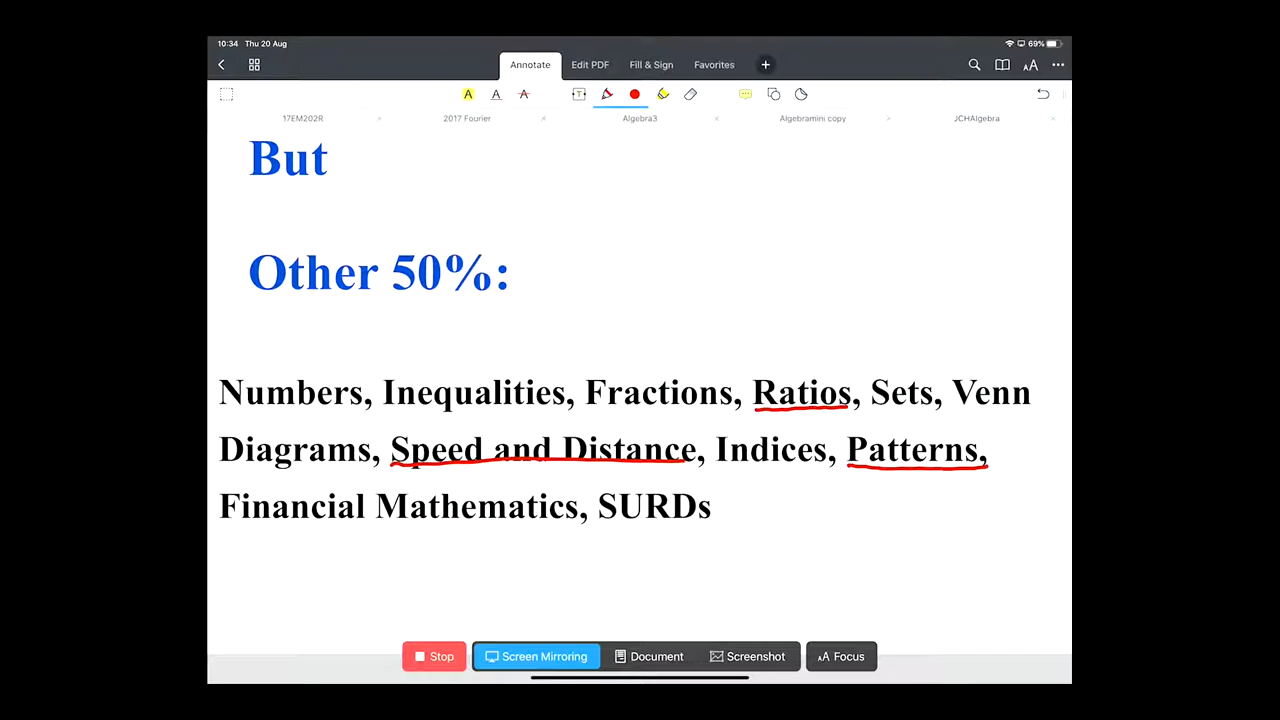 10:34 Thu 20 Aug 69%
Annotate Edit PDF Fill & Sign Favorites
17EM202R 2017 Fourier Algebra3 Algebramini copy JCHAlgebra
But
Other 50%:
Numbers, Inequalities, Fractions, Ratios, Sets, Venn
Diagrams, Speed and Distance, Indices, Patterns,
Financial Mathematics, SURDs
Stop Screen Mirroring Document Screenshot AA Focus